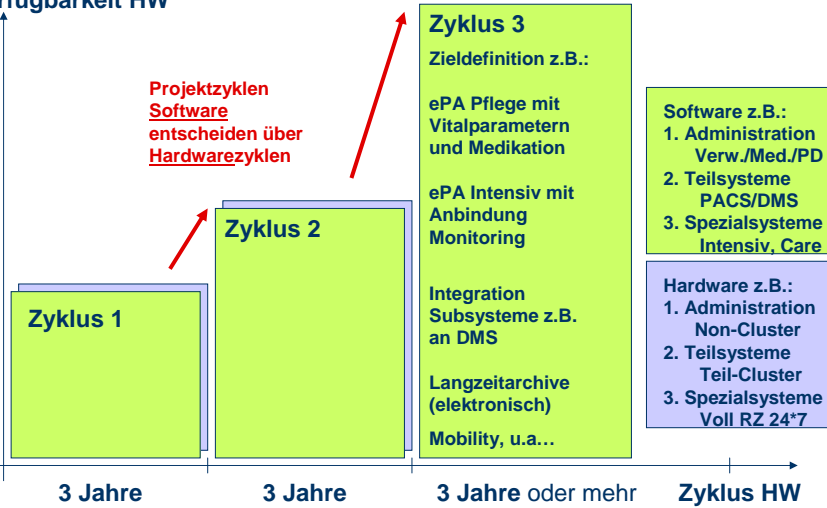 Projektzyklen
Software
entscheiden über
Hardwarezyklen
Zyklus 1
Zyklus 2
Zyklus 3
Zieldefinition z.B.:
ePA Pflege mit
Vitalparametern
und Medikation
ePA Intensiv mit
Anbindung
Monitoring
Integration
Subsysteme z.B.
an DMS
Langzeitarchive
(elektronisch)
Mobility, u.a…
Software z.B.:
1. Administration
Verw./Med./PD
2. Teilsysteme
PACS/DMS
3. Spezialsysteme
Intensiv, Care
Hardware z.B.:
1. Administration
Non-Cluster
2. Teilsysteme
Teil-Cluster
3. Spezialsysteme
Voll RZ 24*7
3 Jahre
3 Jahre
3 Jahre oder mehr
Zyklus HW